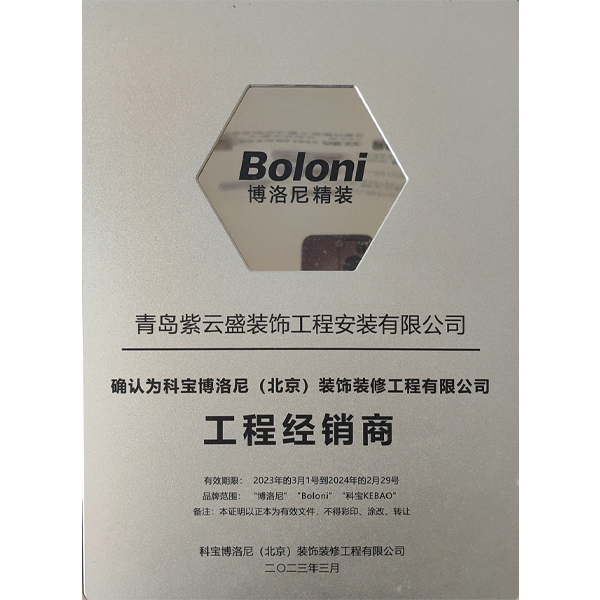 Boloni
博洛尼精装
青岛紫云盛装饰工程安装有限公司
确认为科宝博洛尼（北京）装饰装修工程有限公司
工程经销商
有效期限： 2023年的3月1号到2024年的2月29号
品牌范围： “博洛尼” “Boloni” “科宝KEBAO”
备注：本证明以正本为有效文件，不得彩印、涂改、转让
科宝博洛尼（北京）装饰装修工程有限公司
二〇二三年三月